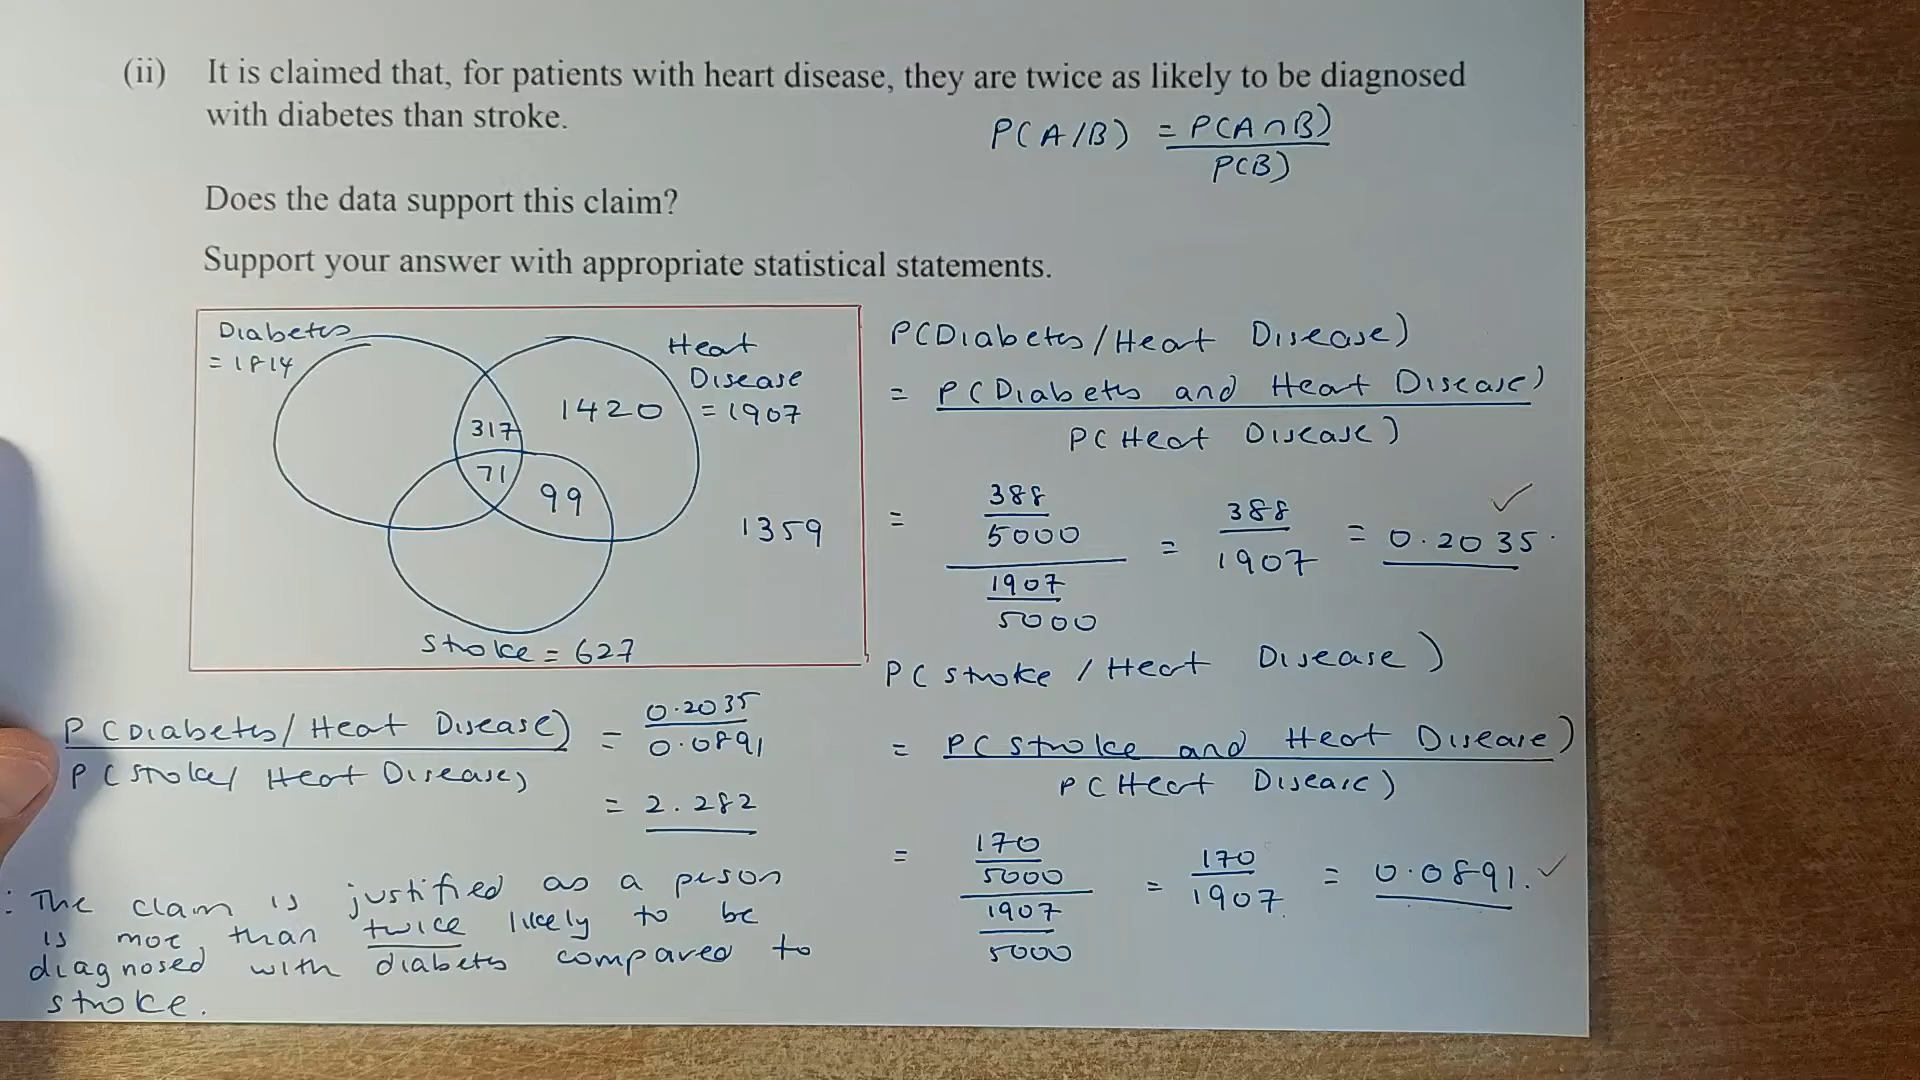 (ii) It is claimed that, for patients with heart disease, they are twice as likely to be diagnosed
with diabetes than stroke.
P(A/B) = P(A∩B)
P(B)
Does the data support this claim?
Support your answer with appropriate statistical statements.
Diabetes
= 1814
Heart
Disease
= 1907
1420
317
71
99
1359
Stroke = 627
P(Diabetes/Heart Disease)
= P(Diabetes and Heart Disease)
P(Heart Disease)
= 388
5000
1907
5000
= 388
1907
= 0.2035
P(stroke/Heart Disease)
= P(stroke and Heart Disease)
P(Heart Disease)
= 170
5000
1907
5000
= 170
1907
= 0.0891.
P(Diabetes/Heart Disease)
P(stroke/Heart Disease)
= 0.2035
0.0891
= 2.282
: The claim is justified as a person
is more than twice likely to be
diagnosed with diabetes compared to
stroke.